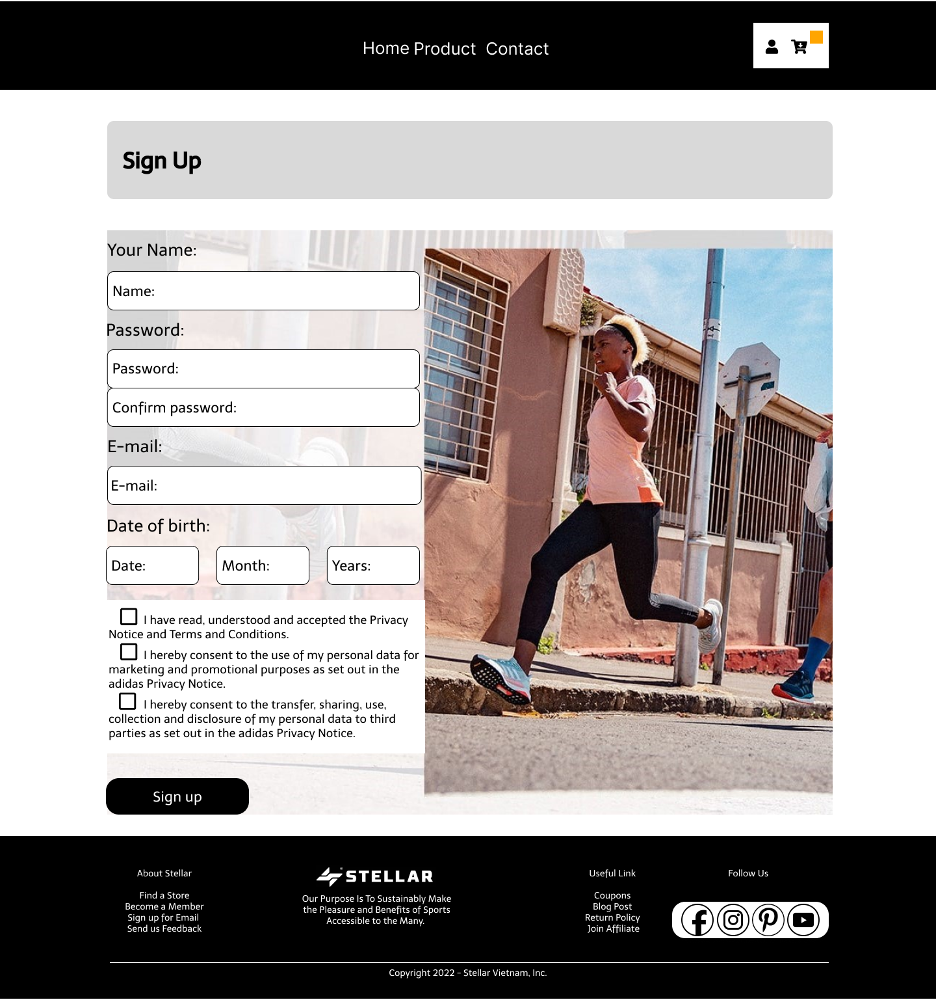 Home Product Contact
Sign Up
Your Name:
Name:
Password:
Password:
Confirm password:
E-mail:
E-mail:
Date of birth:
Date: Month: Years:
I have read, understood and accepted the Privacy
Notice and Terms and Conditions.
I hereby consent to the use of my personal data for
marketing and promotional purposes as set out in the
adidas Privacy Notice.
I hereby consent to the transfer, sharing, use,
collection and disclosure of my personal data to third
parties as set out in the adidas Privacy Notice.
Sign up
About Stellar
Find a Store
Become a Member
Sign up for Email
Send us Feedback
STELLAR
Our Purpose Is To Sustainably Make
the Pleasure and Benefits of Sports
Accessible to the Many.
Useful Link
Coupons
Blog Post
Return Policy
Join Affiliate
Follow Us
Copyright 2022 - Stellar Vietnam, Inc.